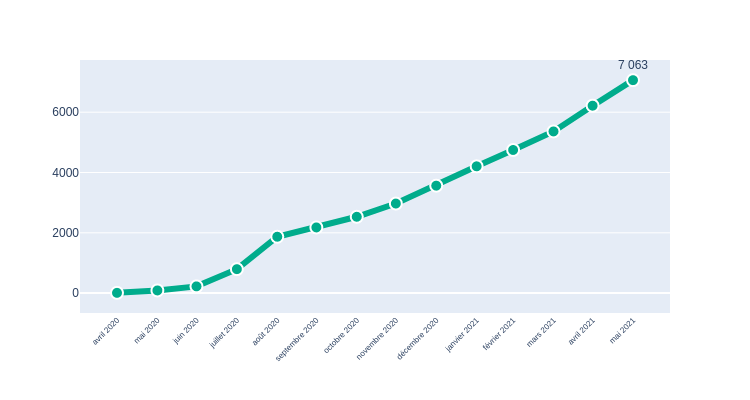 7 063
6000
4000
2000
0
avril 2020
mai 2020
juin 2020
juillet 2020
août 2020
septembre 2020
octobre 2020
novembre 2020
décembre 2020
janvier 2021
février 2021
mars 2021
avril 2021
mai 2021